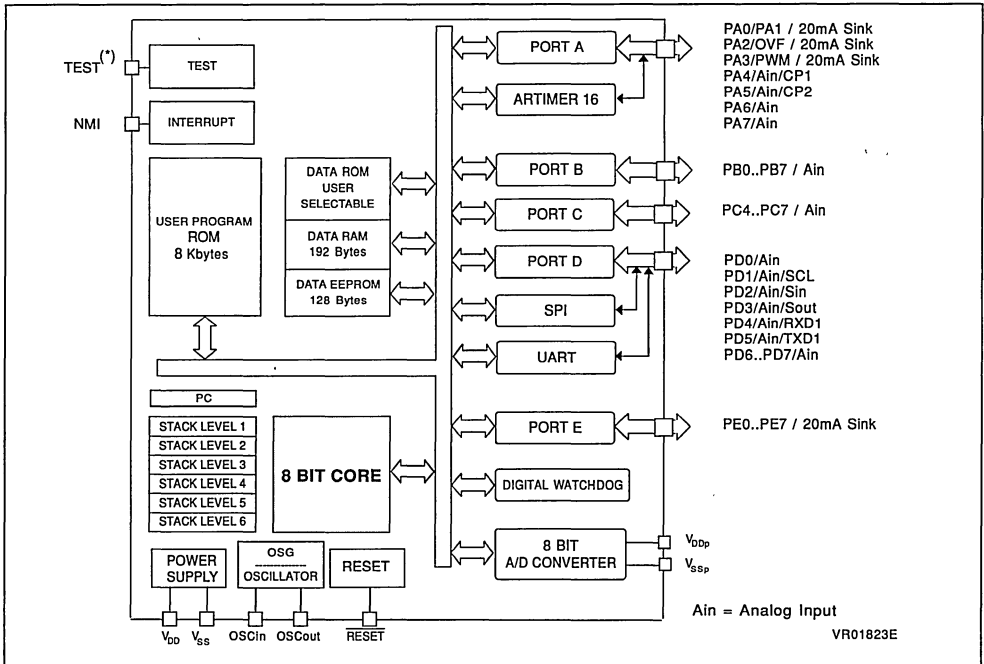 TEST(*)
TEST
NMI
INTERRUPT
USER PROGRAM
ROM
8 Kbytes
DATA ROM
USER
SELECTABLE
DATA RAM
192 Bytes
DATA EEPROM
128 Bytes
PC
STACK LEVEL 1
STACK LEVEL 2
STACK LEVEL 3
STACK LEVEL 4
STACK LEVEL 5
STACK LEVEL 6
8 BIT CORE
POWER
SUPPLY
OSG
OSCILLATOR
RESET
VDD
VSS
OSCin
OSCout
RESET
PORT A
ARTIMER 16
PORT B
PORT C
PORT D
SPI
UART
PORT E
DIGITAL WATCHDOG
8 BIT
A/D CONVERTER
PA0/PA1 / 20mA Sink
PA2/OVF / 20mA Sink
PA3/PWM / 20mA Sink
PA4/Ain/CP1
PA5/Ain/CP2
PA6/Ain
PA7/Ain
PB0..PB7 / Ain
PC4..PC7 / Ain
PD0/Ain
PD1/Ain/SCL
PD2/Ain/Sin
PD3/Ain/Sout
PD4/Ain/RXD1
PD5/Ain/TXD1
PD6..PD7/Ain
PE0..PE7 / 20mA Sink
VDDp
VSSp
Ain = Analog Input
VR01823E